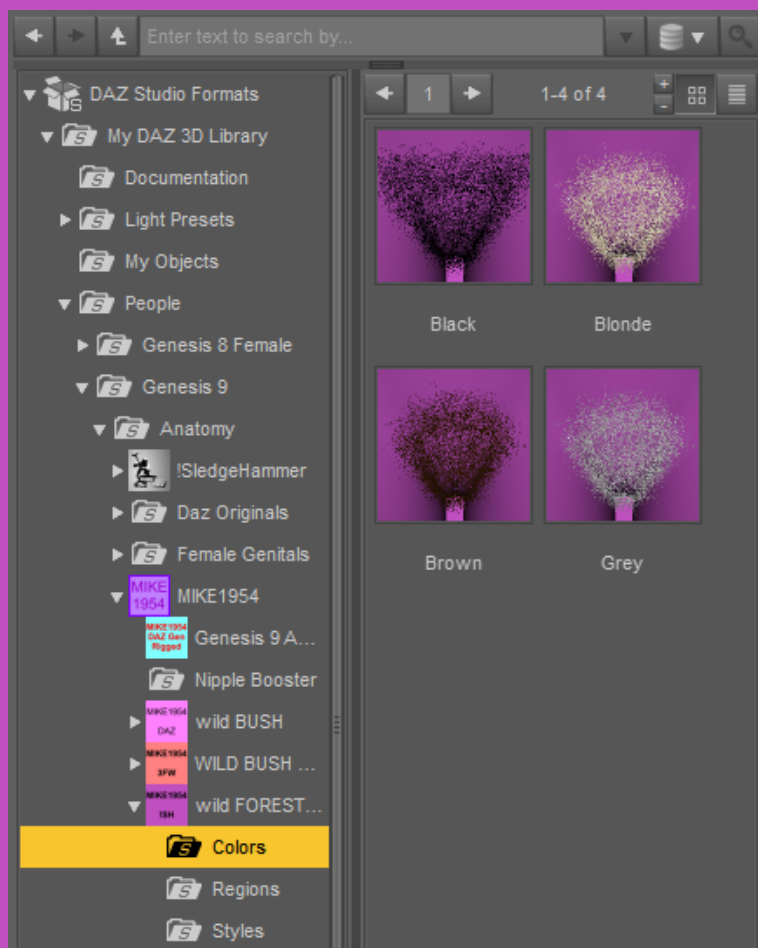 Enter text to search by...
DAZ Studio Formats
My DAZ 3D Library
Documentation
Light Presets
My Objects
People
Genesis 8 Female
Genesis 9
Anatomy
!SledgeHammer
Daz Originals
Female Genitals
MIKE
1954
MIKE1954
MIKE1954
DAZ Gen
Rigged
Genesis 9 A...
Nipple Booster
MIKE1954
DAZ
wild BUSH
MIKE1954
3FW
WILD BUSH ...
MIKE1954
ISH
wild FOREST...
Colors
Regions
Styles
1
1-4 of 4
+
-
Black
Blonde
Brown
Grey